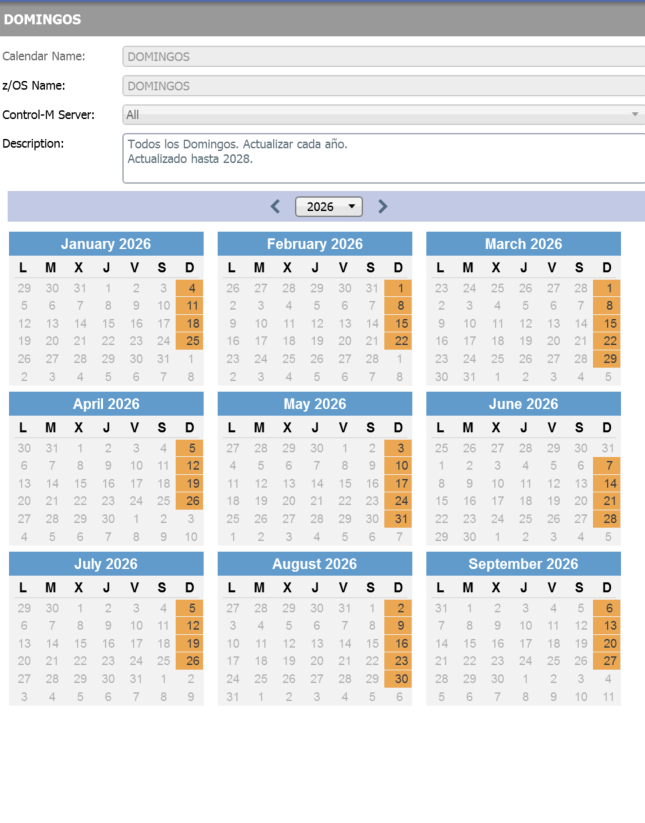 DOMINGOS
Calendar Name: DOMINGOS
z/OS Name: DOMINGOS
Control-M Server: All
Description: Todos los Domingos. Actualizar cada año.
Actualizado hasta 2028.
2026
January 2026
L M X J V S D
29 30 31 1 2 3 4
5 6 7 8 9 10 11
12 13 14 15 16 17 18
19 20 21 22 23 24 25
26 27 28 29 30 31 1
2 3 4 5 6 7 8
February 2026
L M X J V S D
26 27 28 29 30 31 1
2 3 4 5 6 7 8
9 10 11 12 13 14 15
16 17 18 19 20 21 22
23 24 25 26 27 28 1
2 3 4 5 6 7 8
March 2026
L M X J V S D
23 24 25 26 27 28 1
2 3 4 5 6 7 8
9 10 11 12 13 14 15
16 17 18 19 20 21 22
23 24 25 26 27 28 29
30 31 1 2 3 4 5
April 2026
L M X J V S D
30 31 1 2 3 4 5
6 7 8 9 10 11 12
13 14 15 16 17 18 19
20 21 22 23 24 25 26
27 28 29 30 1 2 3
4 5 6 7 8 9 10
May 2026
L M X J V S D
27 28 29 30 1 2 3
4 5 6 7 8 9 10
11 12 13 14 15 16 17
18 19 20 21 22 23 24
25 26 27 28 29 30 31
1 2 3 4 5 6 7
June 2026
L M X J V S D
25 26 27 28 29 30 31
1 2 3 4 5 6 7
8 9 10 11 12 13 14
15 16 17 18 19 20 21
22 23 24 25 26 27 28
29 30 1 2 3 4 5
July 2026
L M X J V S D
29 30 1 2 3 4 5
6 7 8 9 10 11 12
13 14 15 16 17 18 19
20 21 22 23 24 25 26
27 28 29 30 31 1 2
3 4 5 6 7 8 9
August 2026
L M X J V S D
27 28 29 30 31 1 2
3 4 5 6 7 8 9
10 11 12 13 14 15 16
17 18 19 20 21 22 23
24 25 26 27 28 29 30
31 1 2 3 4 5 6
September 2026
L M X J V S D
31 1 2 3 4 5 6
7 8 9 10 11 12 13
14 15 16 17 18 19 20
21 22 23 24 25 26 27
28 29 30 1 2 3 4
5 6 7 8 9 10 11